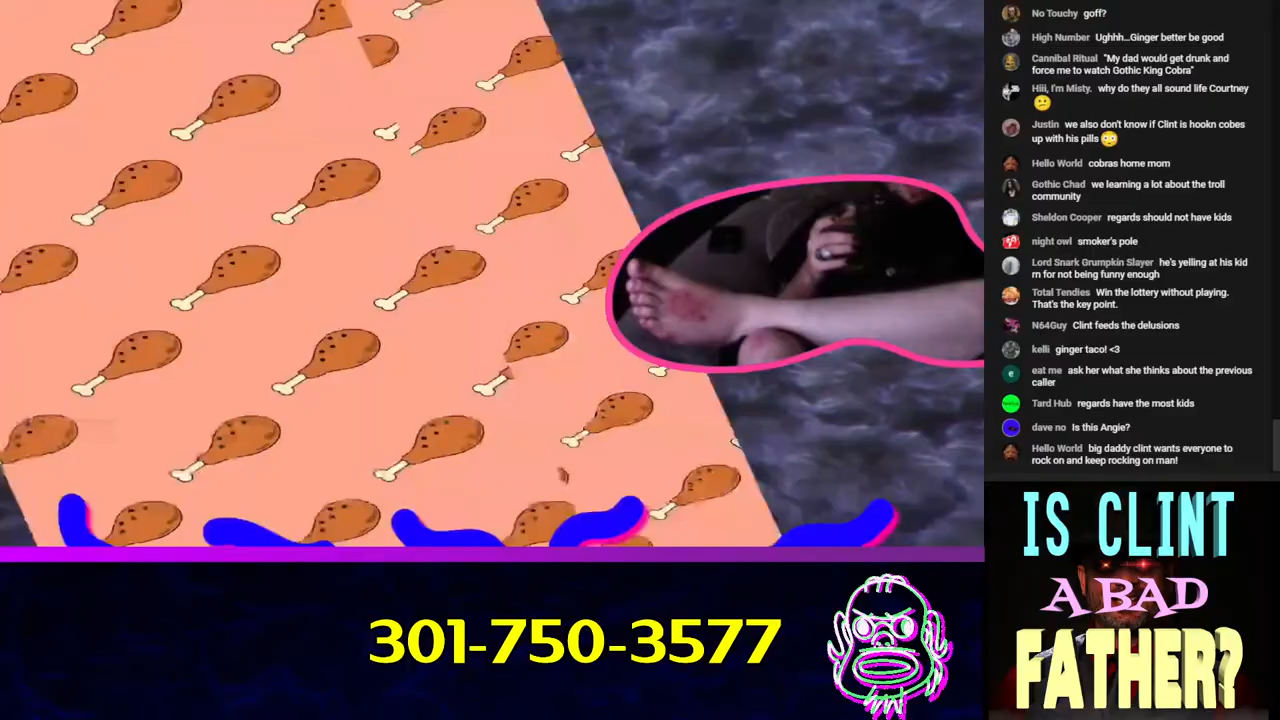 No Touchy goff?
High Number Ughhh...Ginger better be good
Cannibal Ritual "My dad would get drunk and
force me to watch Gothic King Cobra"
Hiii, I'm Misty. why do they all sound life Courtney
Justin we also don't know if Clint is hookn cobes
up with his pills
Hello World cobras home mom
Gothic Chad we learning a lot about the troll
community
Sheldon Cooper regards should not have kids
night owl smoker's pole
Lord Snark Grumpkin Slayer he's yelling at his kid
rn for not being funny enough
Total Tendies Win the lottery without playing.
That's the key point.
N64Guy Clint feeds the delusions
kelli ginger taco! <3
e
eat me ask her what she thinks about the previous
caller
Tard Hub regards have the most kids
dave no Is this Angie?
Hello World big daddy clint wants everyone to
rock on and keep rocking on man!
IS CLINT
A BAD
FATHER?
301-750-3577